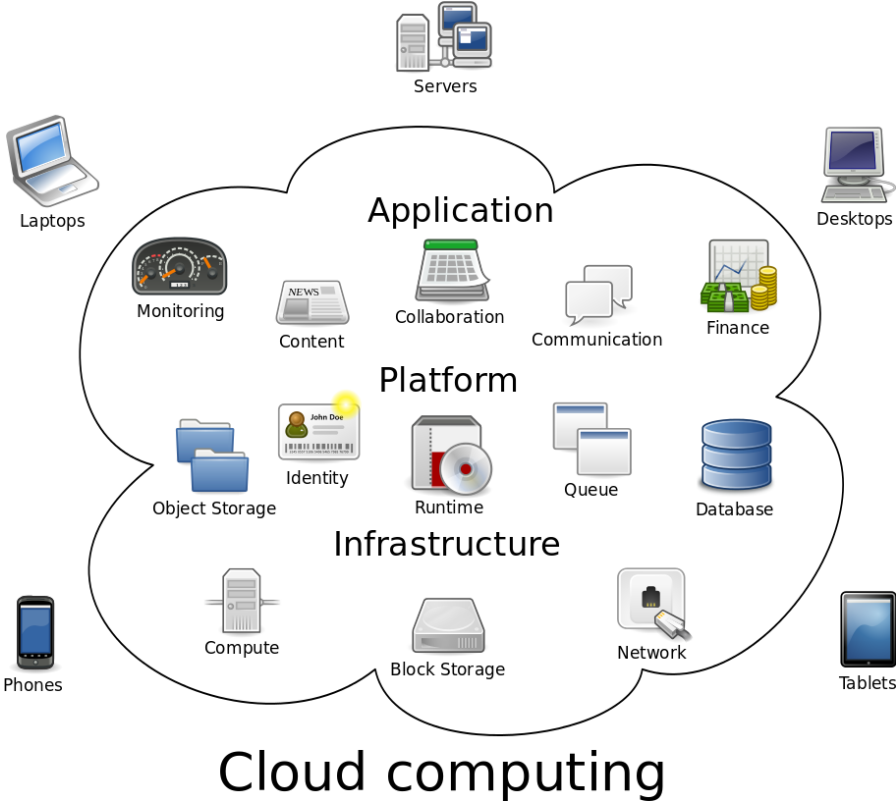 Servers
Laptops
Desktops
Application
Monitoring
NEWS
Content
Collaboration
Communication
Finance
Platform
John Doe
Object Storage
Identity
Runtime
Queue
Database
Infrastructure
Compute
Block Storage
Network
Phones
Tablets
Cloud computing